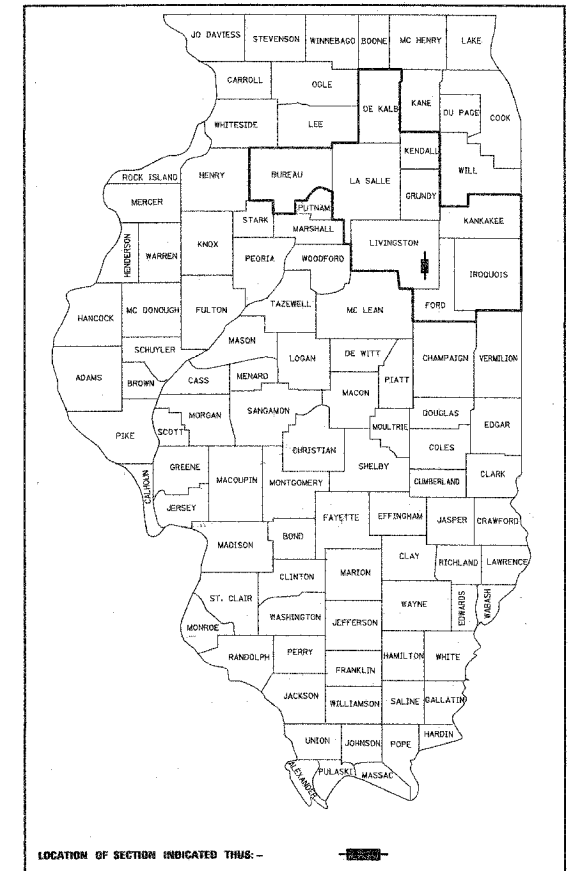 JO DAVIESS STEVENSON WINNEBAGO BOONE MC HENRY LAKE
CARROLL OGLE DE KALB KANE DU PAGE COOK
WHITESIDE LEE KENDALL WILL
ROCK ISLAND HENRY BUREAU LA SALLE GRUNDY
MERCER STARK PUTNAM KANKAKEE
HENDERSON WARREN KNOX PEORIA MARSHALL LIVINGSTON
WOODFORD IROQUOIS
HANCOCK MC DONOUGH FULTON TAZEWELL MC LEAN FORD
MASON
SCHUYLER LOGAN DE WITT CHAMPAIGN VERMILION
ADAMS BROWN CASS MENARD MACON PIATT
MORGAN SANGAMON DOUGLAS EDGAR
PIKE SCOTT CHRISTIAN MOULTRIE COLES
GREENE MACOUPIN MONTGOMERY SHELBY CUMBERLAND CLARK
CALHOUN JERSEY FAYETTE EFFINGHAM JASPER CRAWFORD
MADISON BOND CLAY RICHLAND LAWRENCE
CLINTON MARION
ST. CLAIR WAYNE EDWARDS WABASH
MONROE WASHINGTON JEFFERSON
RANDOLPH PERRY HAMILTON WHITE
FRANKLIN
JACKSON WILLIAMSON SALINE GALLATIN
UNION JOHNSON POPE HARDIN
ALEXANDER PULASKI MASSAC
LOCATION OF SECTION INDICATED THUS:-